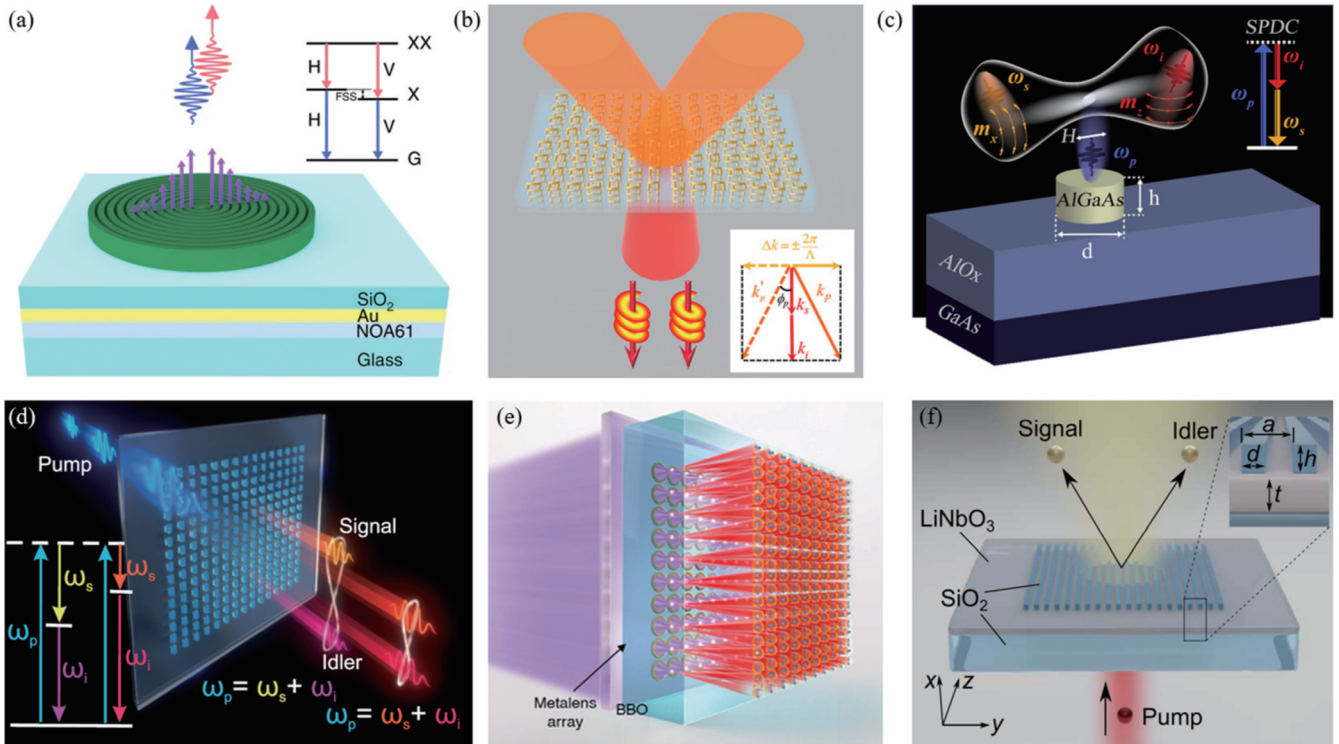 (a)
XX
H
V
FSS
X
H
V
G
SiO₂
Au
NOA61
Glass
(b)
Δk = ± 2π/Λ
k'ₚ
ϕₚ
kₛ
kₚ
kᵢ
(c)
SPDC
ωₛ
ωᵢ
ωᵢ
mₓ
m_z
H
ωₚ
ωₚ
ωₛ
AlGaAs
h
d
AlOx
GaAs
(d)
Pump
Signal
Idler
ωₚ
ωₛ
ωₛ
ωᵢ
ωᵢ
ωₚ = ωₛ + ωᵢ
ωₚ = ωₛ + ωᵢ
(e)
Metalens
array
BBO
(f)
Signal
Idler
a
d
h
t
LiNbO₃
SiO₂
x
z
y
Pump